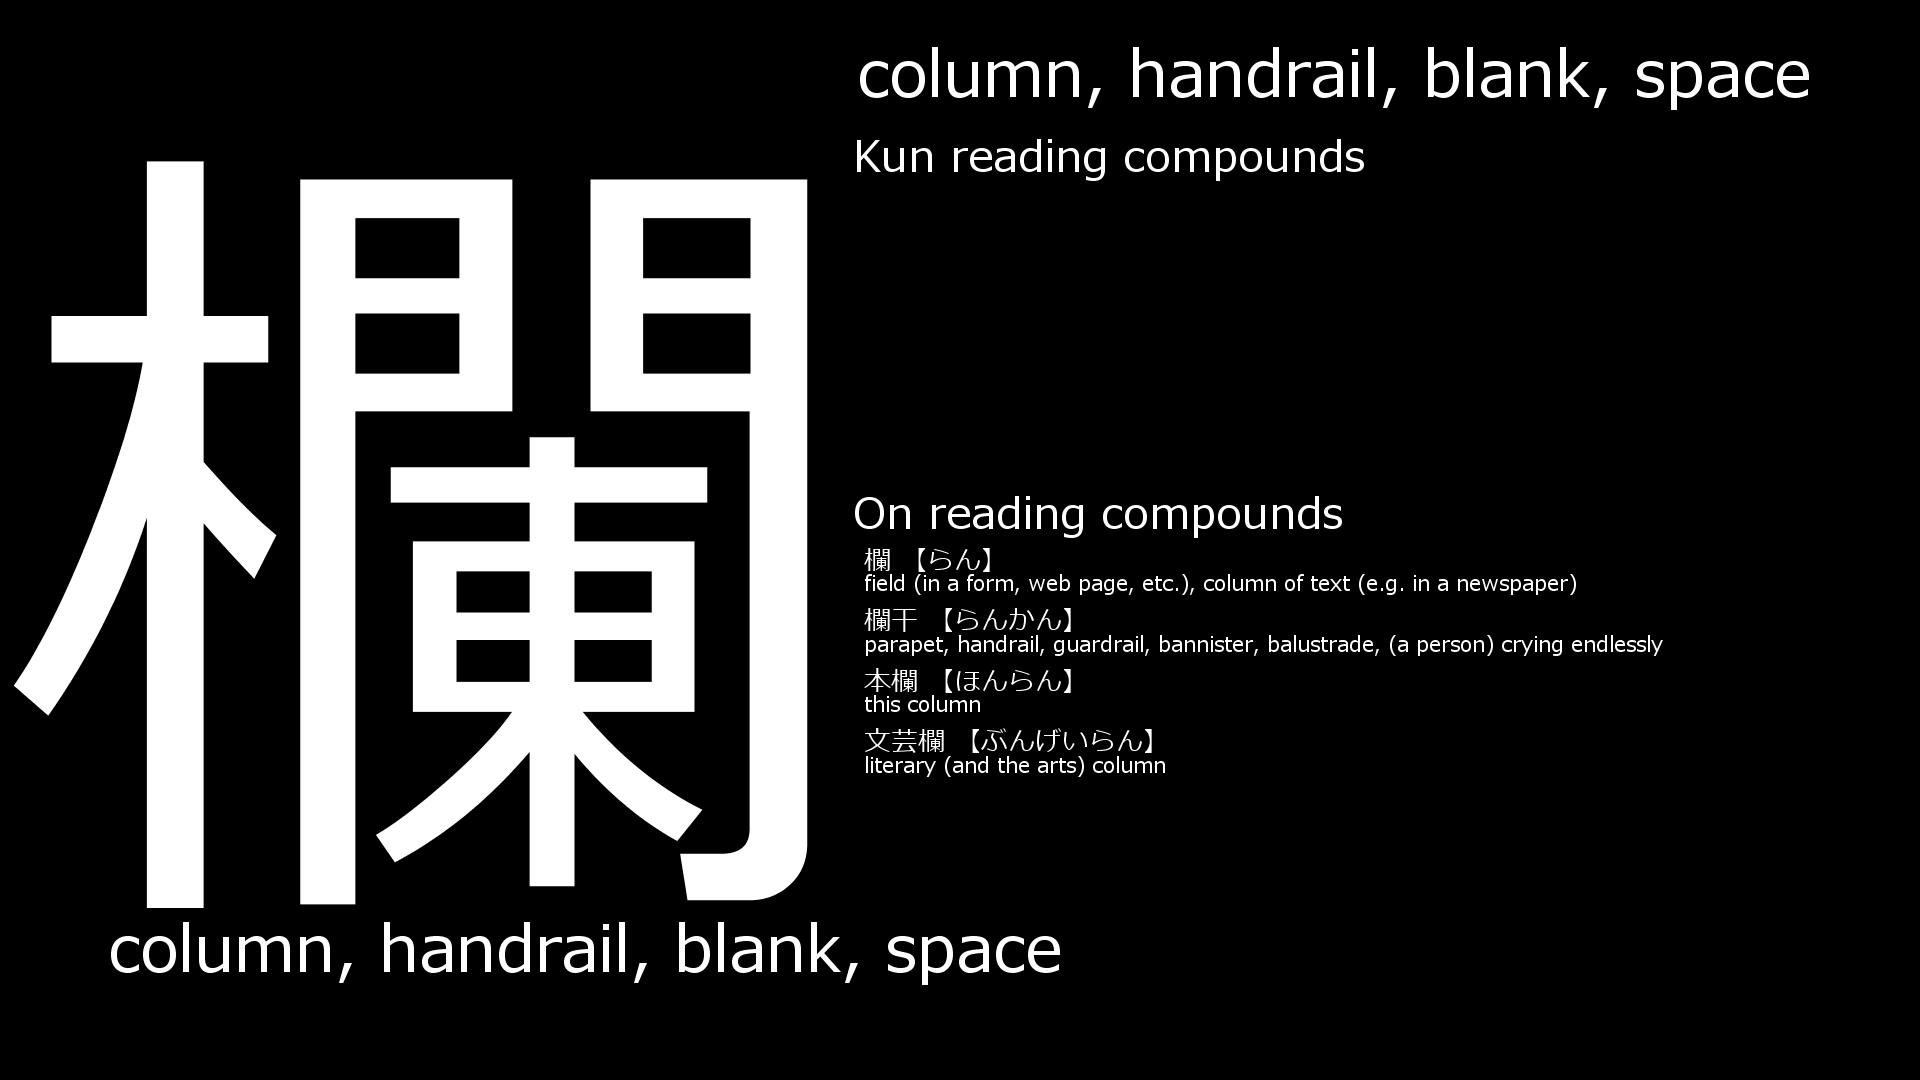 欄
column, handrail, blank, space
column, handrail, blank, space
Kun reading compounds
On reading compounds
欄 【らん】
field (in a form, web page, etc.), column of text (e.g. in a newspaper)
欄干 【らんかん】
parapet, handrail, guardrail, bannister, balustrade, (a person) crying endlessly
本欄 【ほんらん】
this column
文芸欄 【ぶんげいらん】
literary (and the arts) column